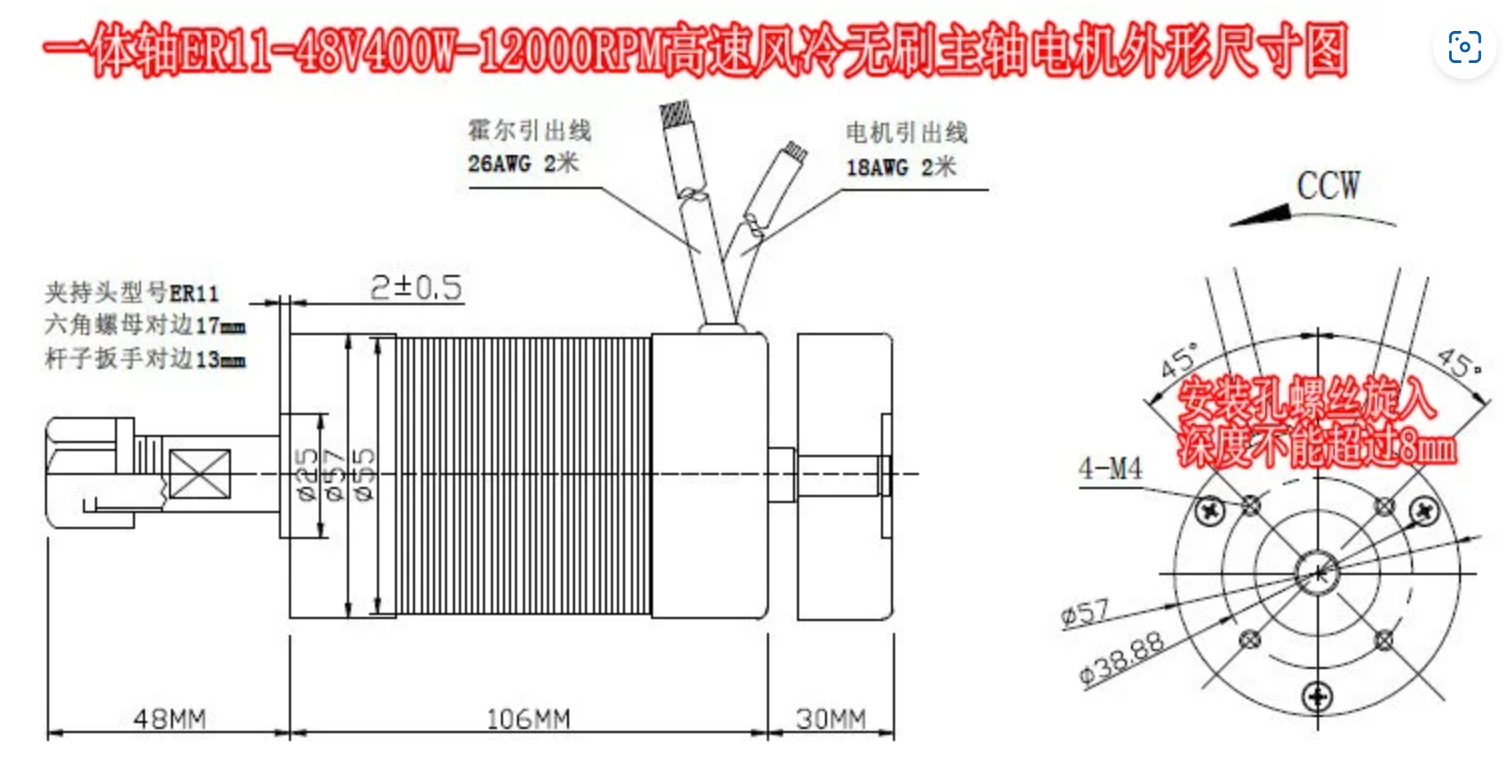 一体轴ER11-48V400W-12000RPM高速风冷无刷主轴电机外形尺寸图
霍尔引出线
26AWG 2米
电机引出线
18AWG 2米
CCW
夹持头型号ER11
六角螺母对边17mm
杆子扳手对边13mm
2±0.5
45°
45°
安装孔螺丝旋入
深度不能超过8mm
4-M4
ø25
ø57
ø55
ø57
ø38.88
48MM
106MM
30MM